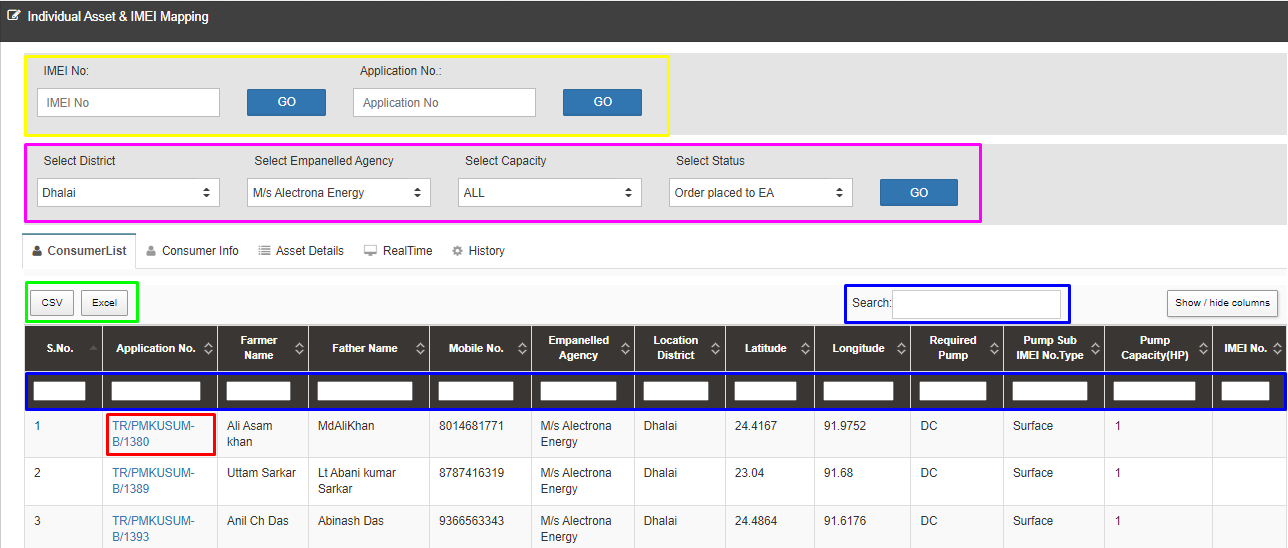 Individual Asset & IMEI Mapping
IMEI No: Application No.:
IMEI No GO Application No GO
Select District Select Empanelled Agency Select Capacity Select Status
Dhalai M/s Alectrona Energy ALL Order placed to EA GO
ConsumerList Consumer Info Asset Details RealTime History
CSV Excel Search: Show / hide columns
S.No. Application No. Farmer Name Father Name Mobile No. Empanelled Agency Location District Latitude Longitude Required Pump Pump Sub IMEI No.Type Pump Capacity(HP) IMEI No.
1 TR/PMKUSUM-B/1380 Ali Asam khan MdAliKhan 8014681771 M/s Alectrona Energy Dhalai 24.4167 91.9752 DC Surface 1
2 TR/PMKUSUM-B/1389 Uttam Sarkar Lt Abani kumar Sarkar 8787416319 M/s Alectrona Energy Dhalai 23.04 91.68 DC Surface 1
3 TR/PMKUSUM-B/1393 Anil Ch Das Abinash Das 9366563343 M/s Alectrona Energy Dhalai 24.4864 91.6176 DC Surface 1